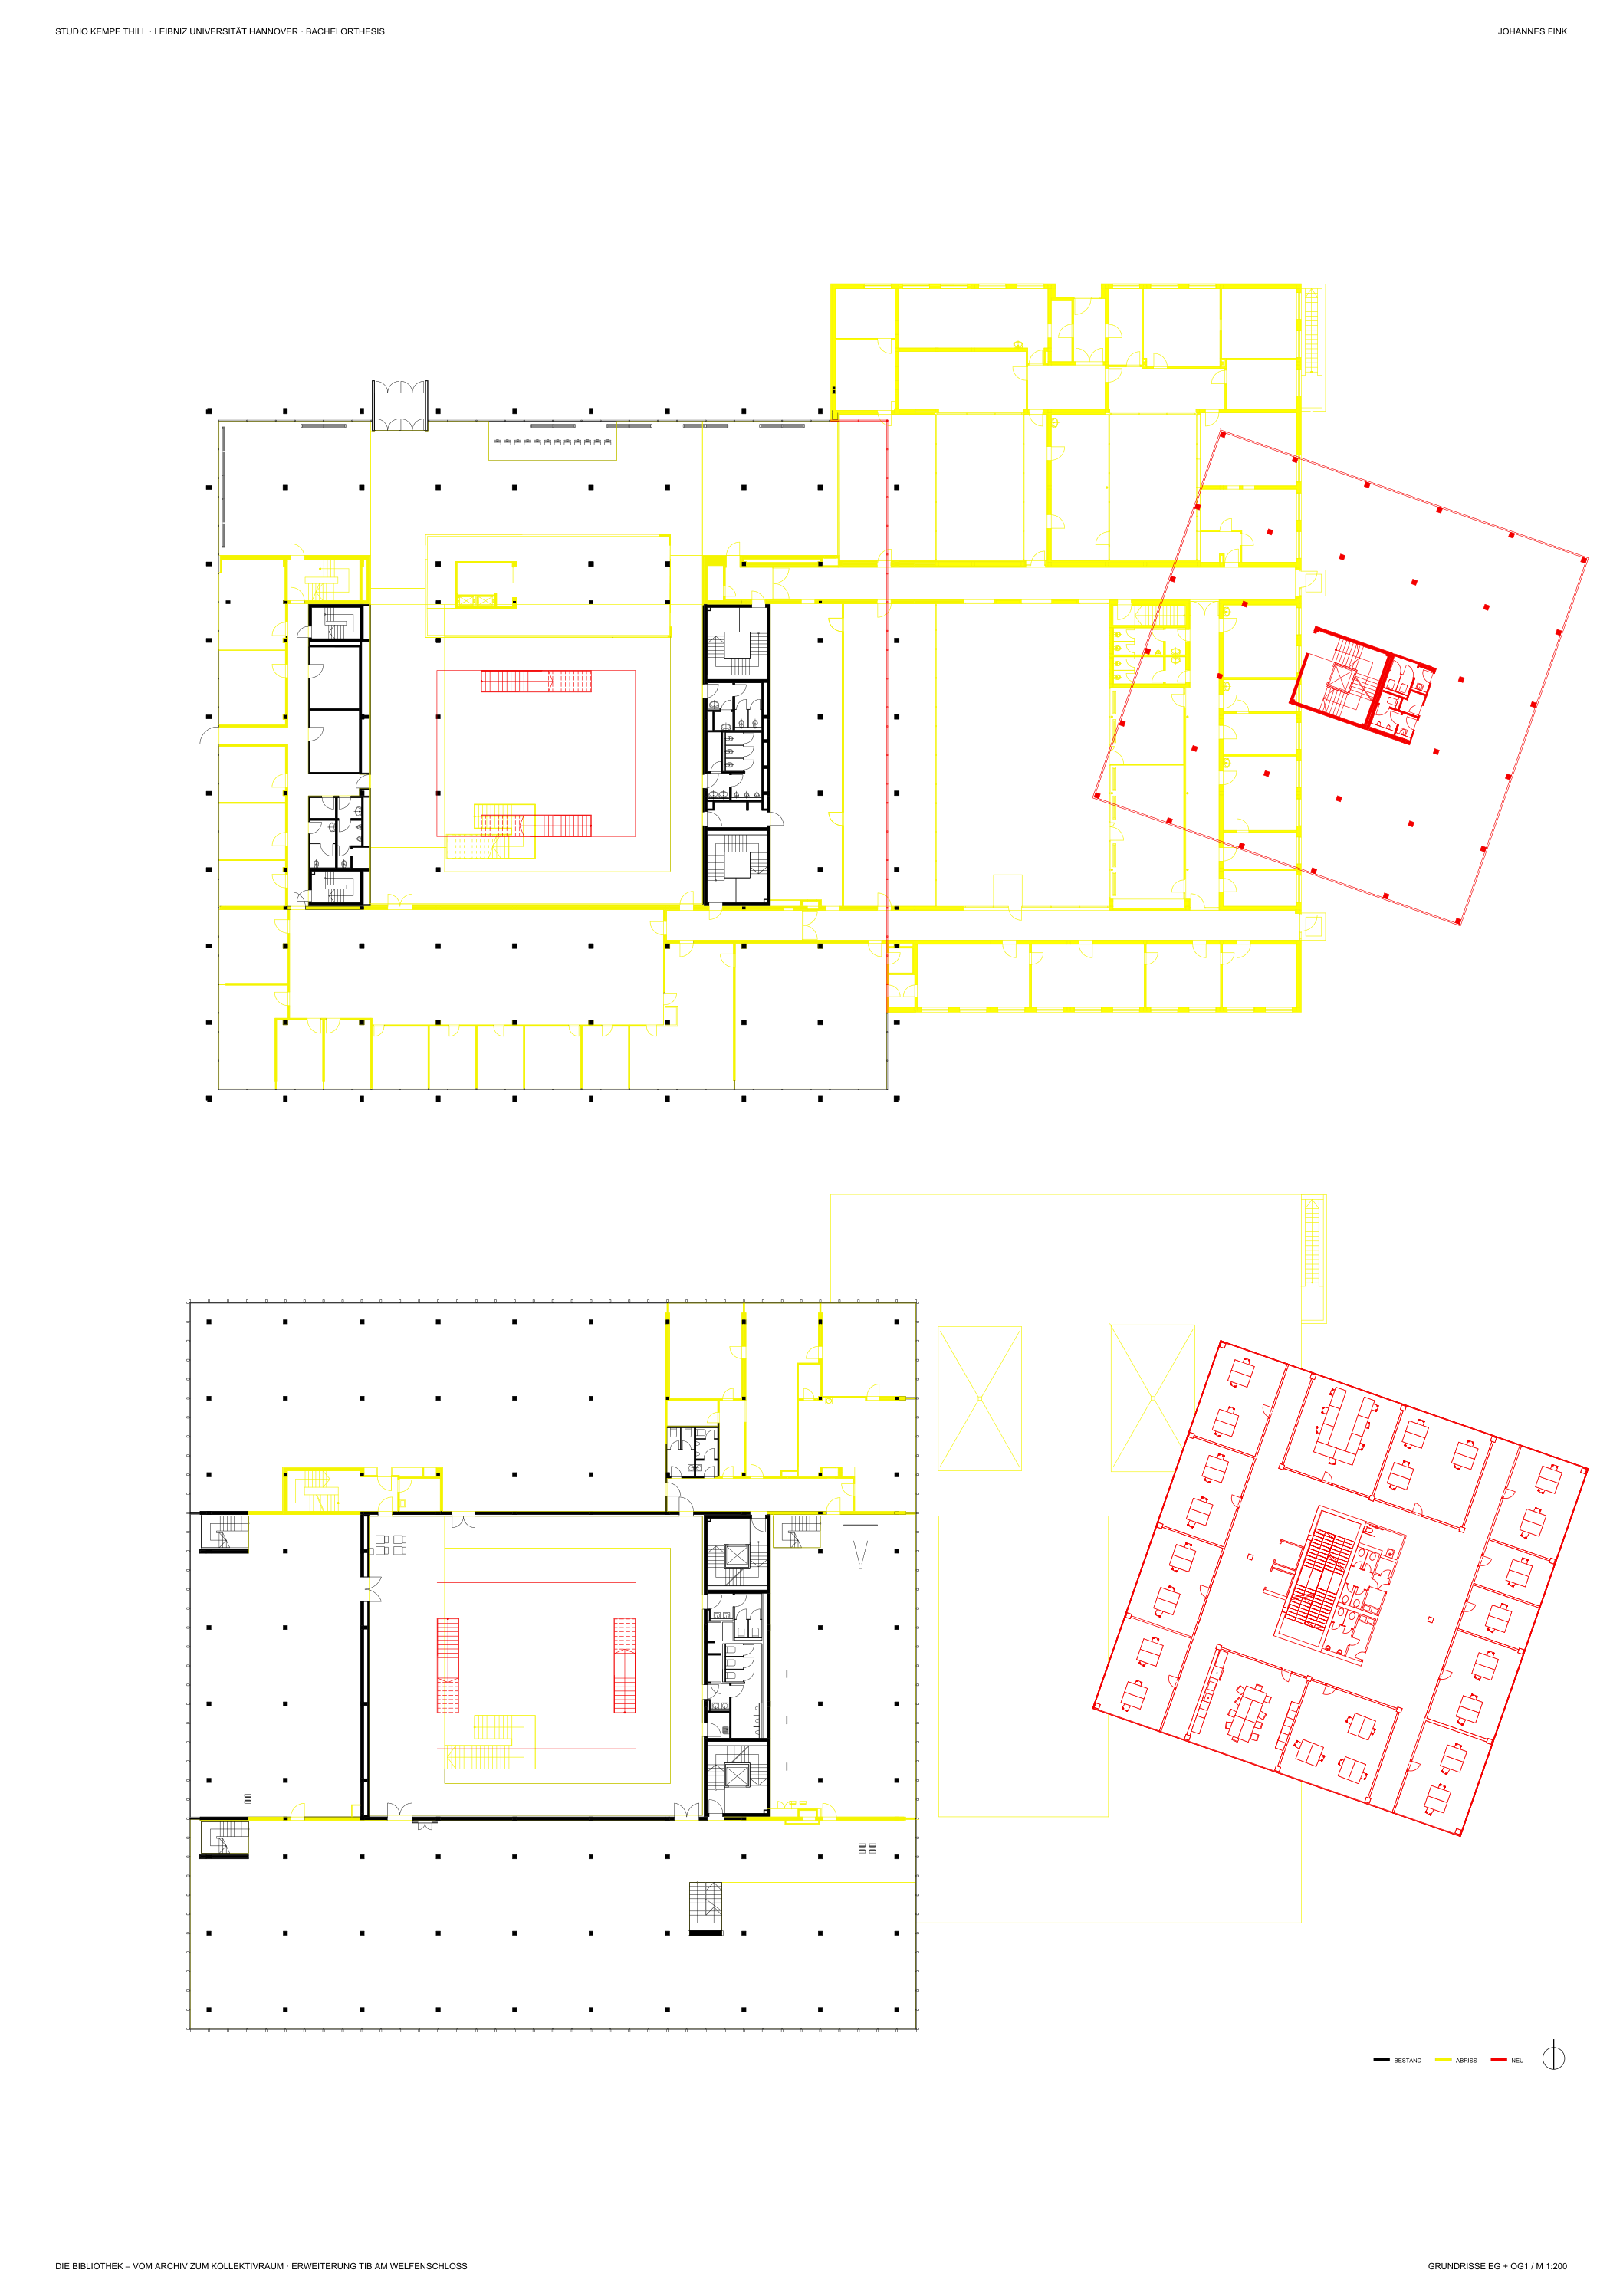 STUDIO KEMPE THILL · LEIBNIZ UNIVERSITÄT HANNOVER · BACHELORTHESIS
JOHANNES FINK
BESTAND
ABRISS
NEU
DIE BIBLIOTHEK – VOM ARCHIV ZUM KOLLEKTIVRAUM · ERWEITERUNG TIB AM WELFENSCHLOSS
GRUNDRISSE EG + OG1 / M 1:200